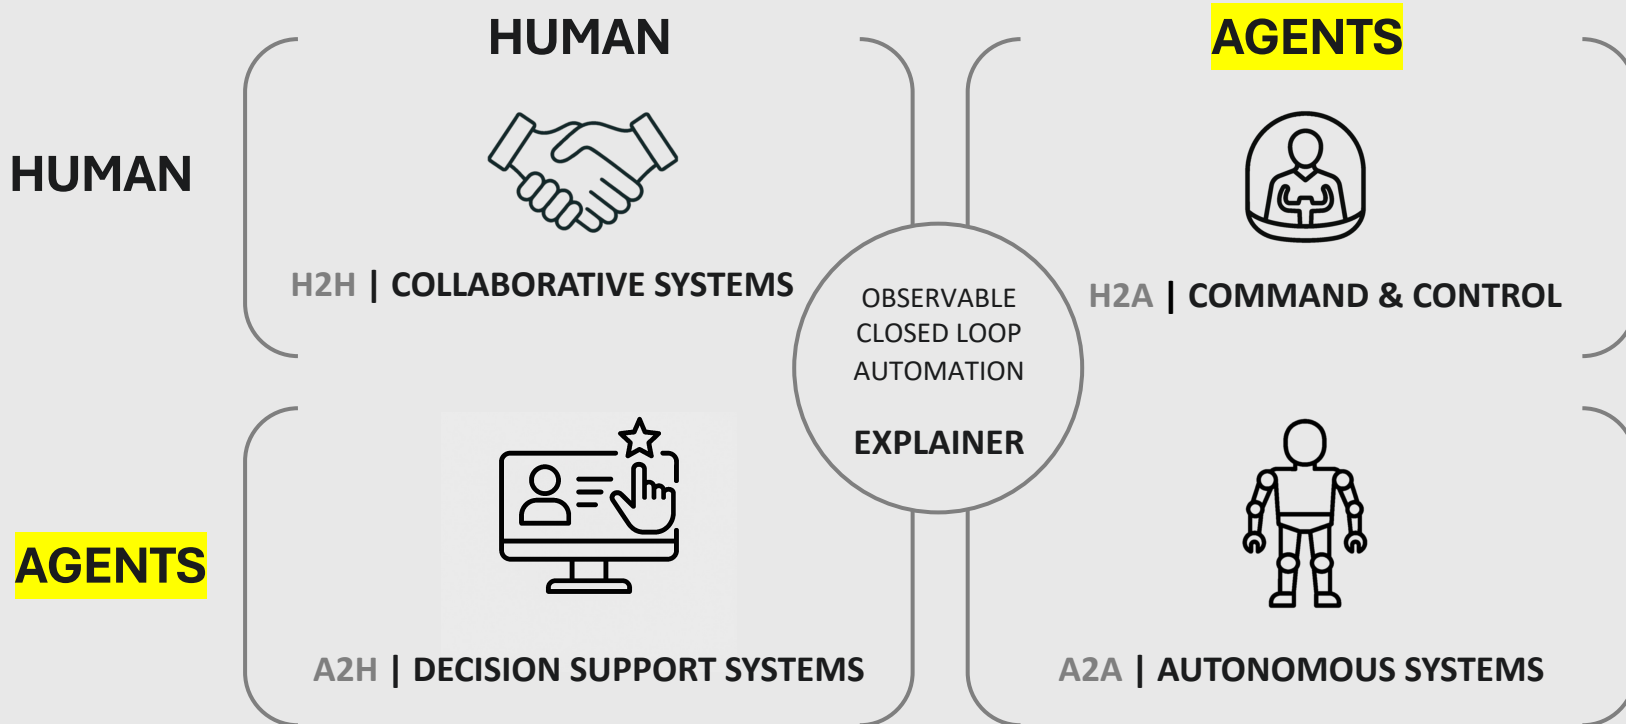 HUMAN
AGENTS
HUMAN
H2H | COLLABORATIVE SYSTEMS
H2A | COMMAND & CONTROL
OBSERVABLE
CLOSED LOOP
AUTOMATION
EXPLAINER
AGENTS
A2H | DECISION SUPPORT SYSTEMS
A2A | AUTONOMOUS SYSTEMS